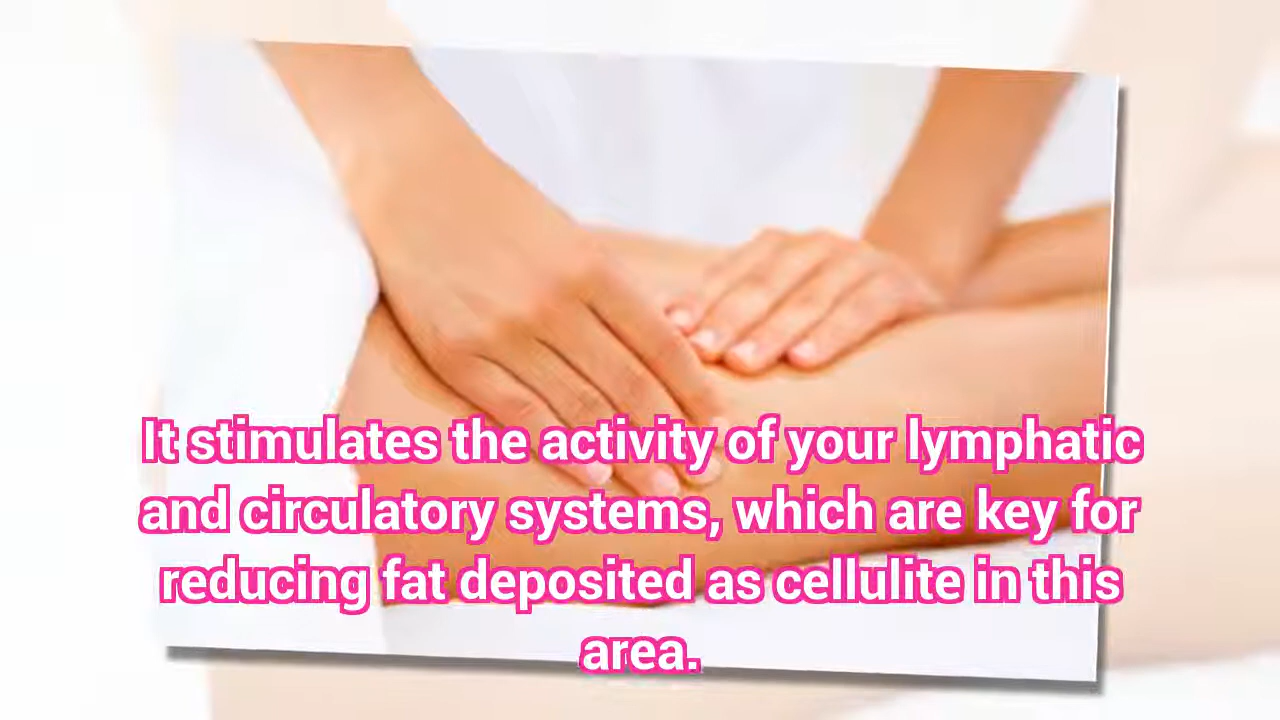 It stimulates the activity of your lymphatic
and circulatory systems, which are key for
reducing fat deposited as cellulite in this
area.